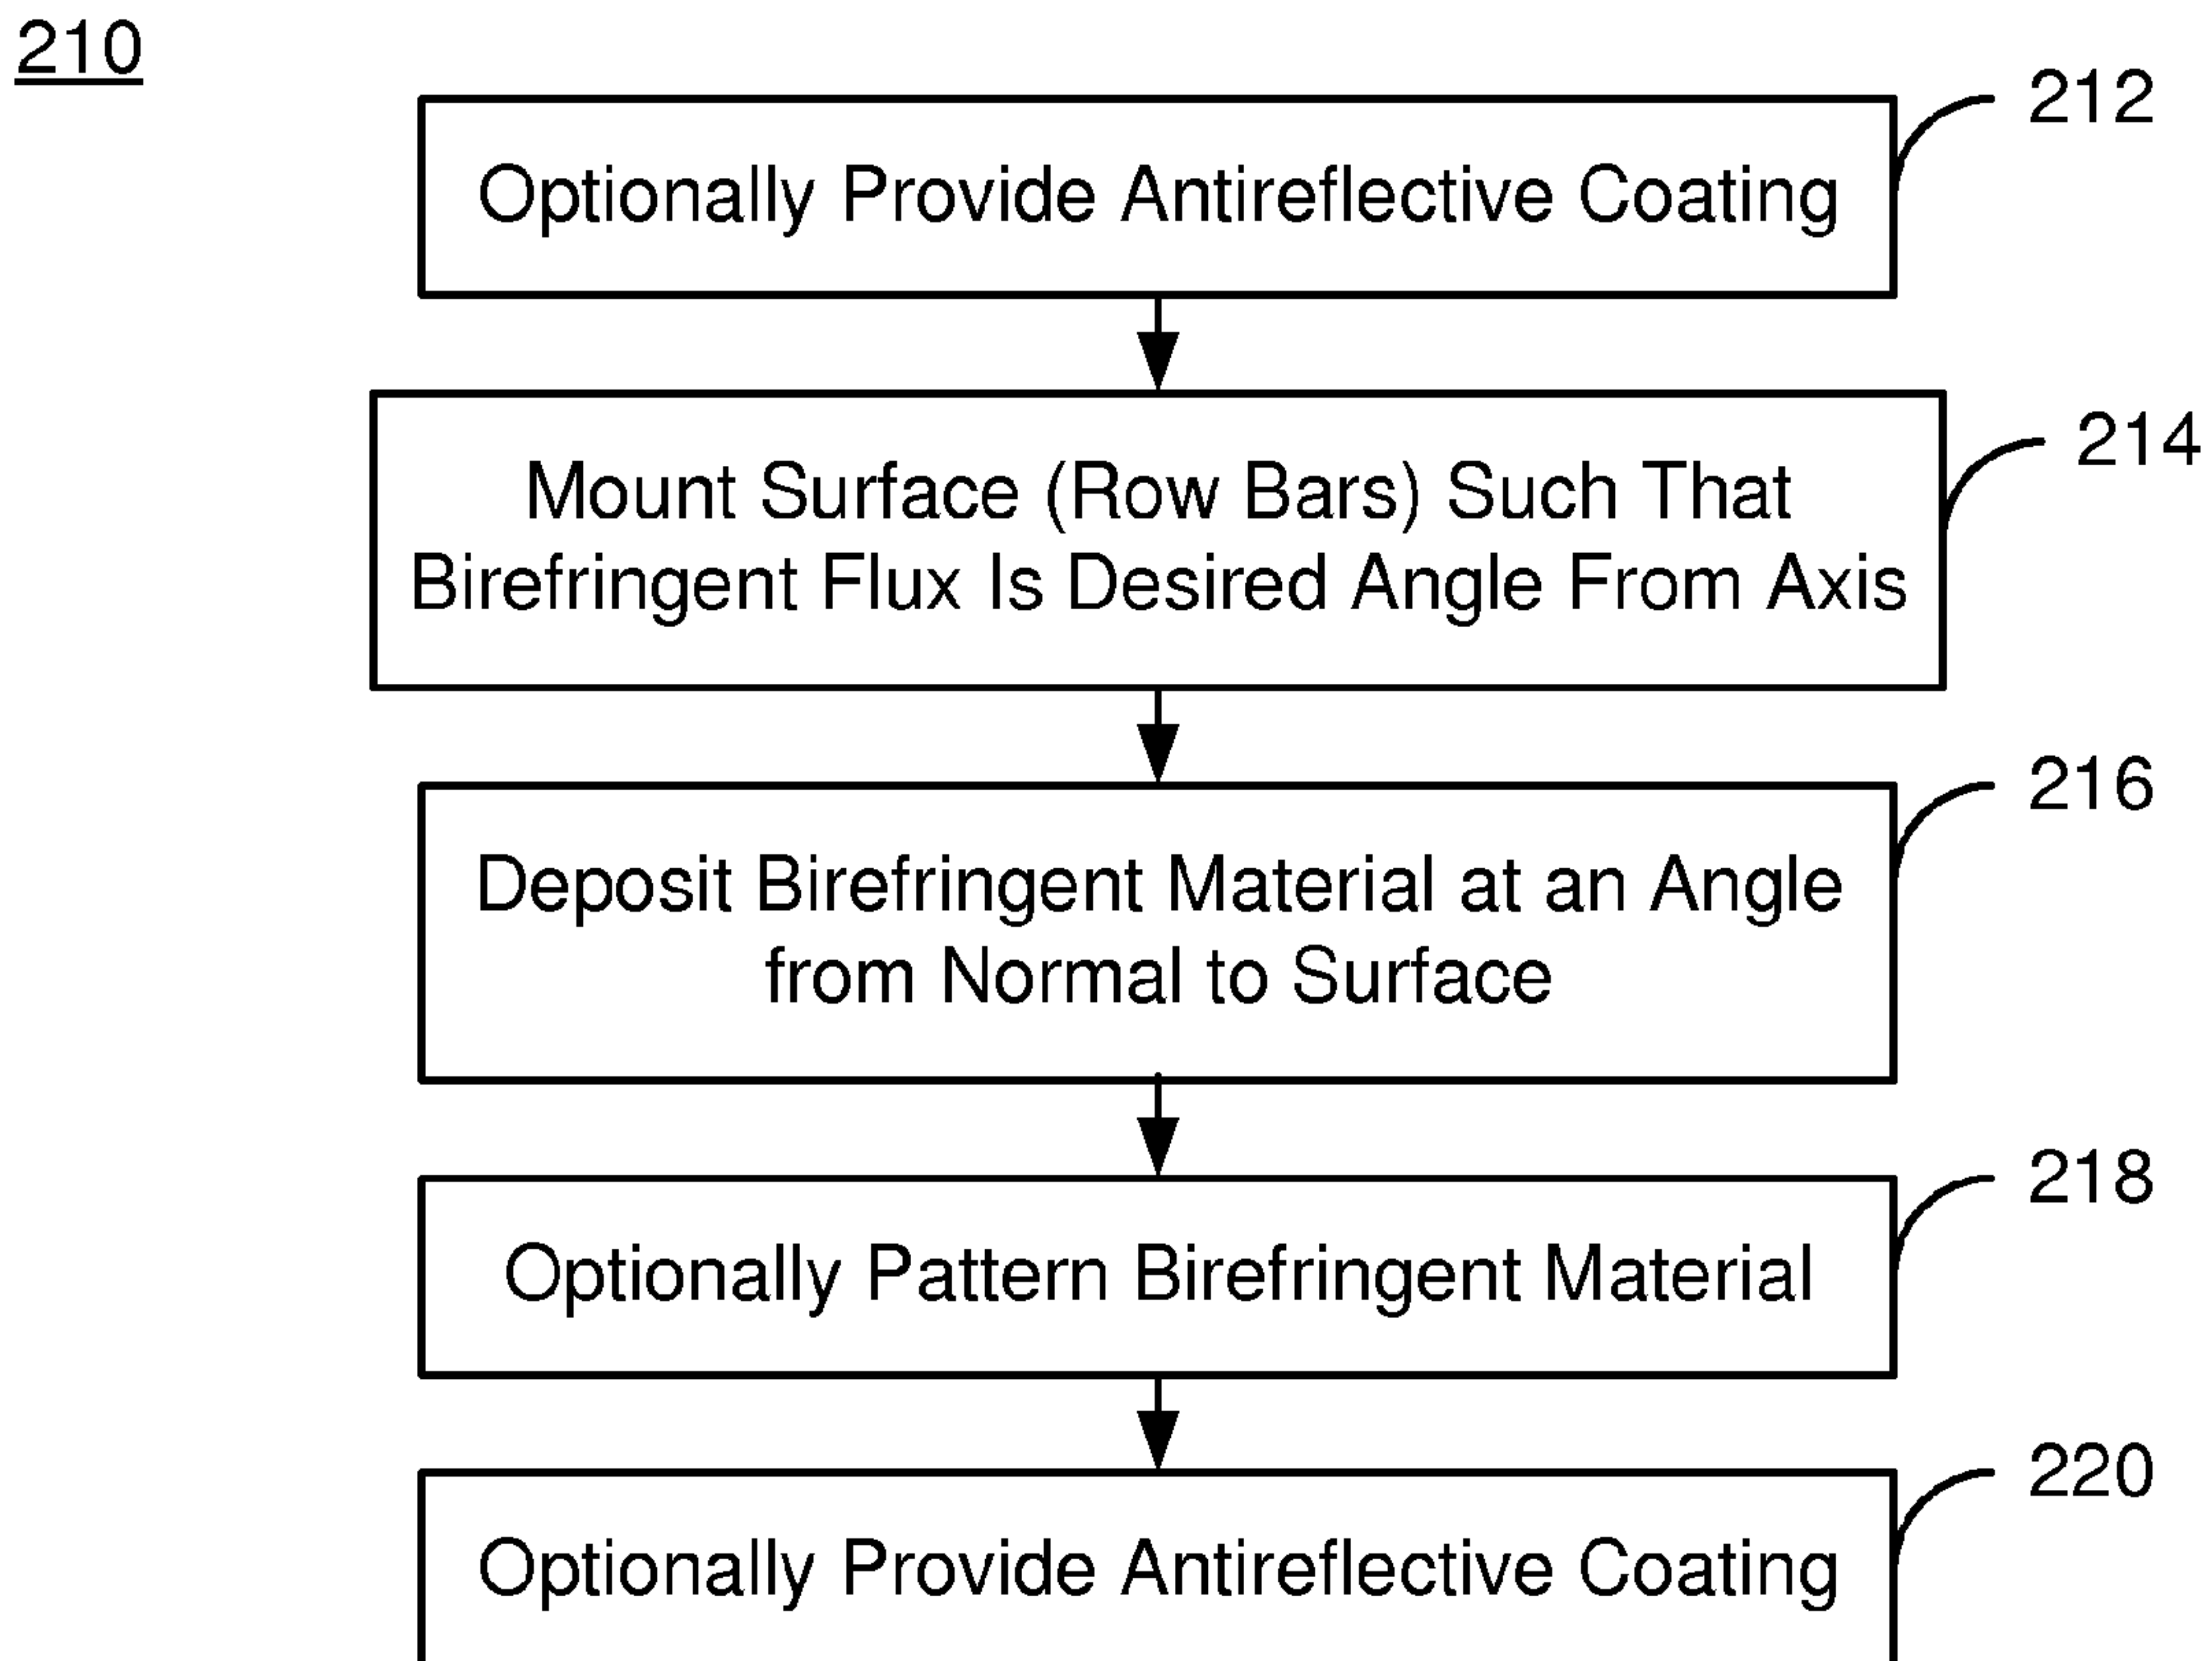 210
212
Optionally Provide Antireflective Coating
214
Mount Surface (Row Bars) Such That
Birefringent Flux Is Desired Angle From Axis
216
Deposit Birefringent Material at an Angle
from Normal to Surface
218
Optionally Pattern Birefringent Material
220
Optionally Provide Antireflective Coating